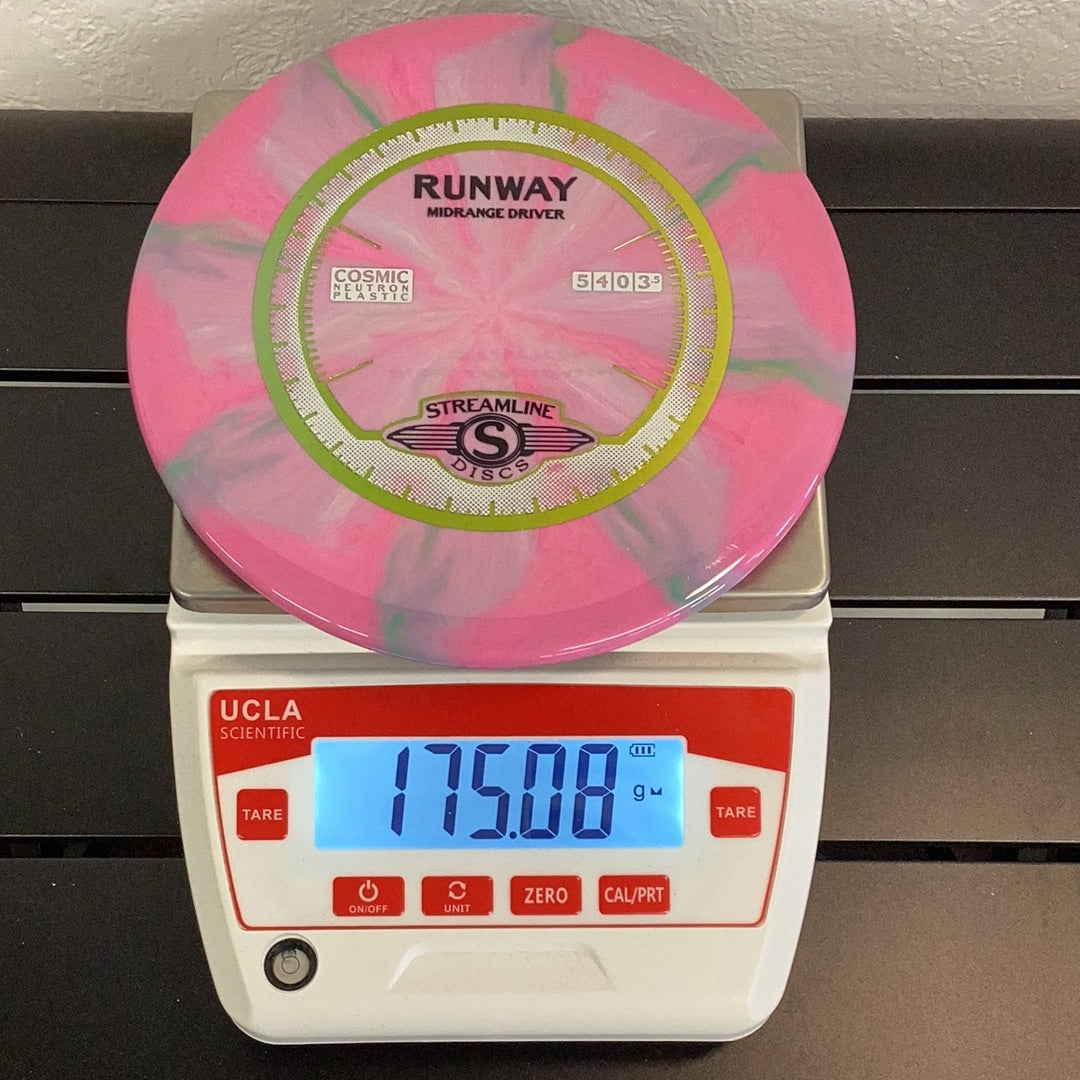 RUNWAY
MIDRANGE DRIVER
COSMIC
NEUTRON
PLASTIC
5 4 0 3.5
STREAMLINE
S
DISCS
UCLA
SCIENTIFIC
175.08
g
TARE
TARE
ON/OFF
UNIT
ZERO
CAL/PRT